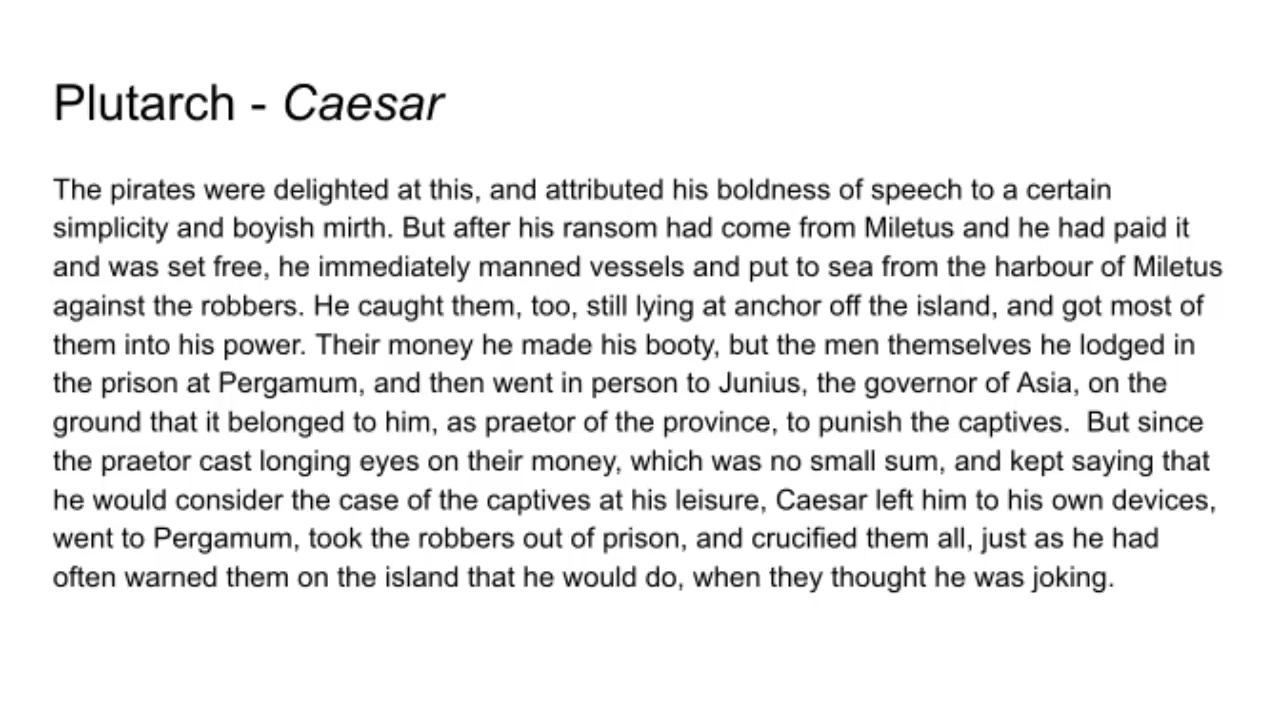 Plutarch - Caesar
The pirates were delighted at this, and attributed his boldness of speech to a certain
simplicity and boyish mirth. But after his ransom had come from Miletus and he had paid it
and was set free, he immediately manned vessels and put to sea from the harbour of Miletus
against the robbers. He caught them, too, still lying at anchor off the island, and got most of
them into his power. Their money he made his booty, but the men themselves he lodged in
the prison at Pergamum, and then went in person to Junius, the governor of Asia, on the
ground that it belonged to him, as praetor of the province, to punish the captives.  But since
the praetor cast longing eyes on their money, which was no small sum, and kept saying that
he would consider the case of the captives at his leisure, Caesar left him to his own devices,
went to Pergamum, took the robbers out of prison, and crucified them all, just as he had
often warned them on the island that he would do, when they thought he was joking.